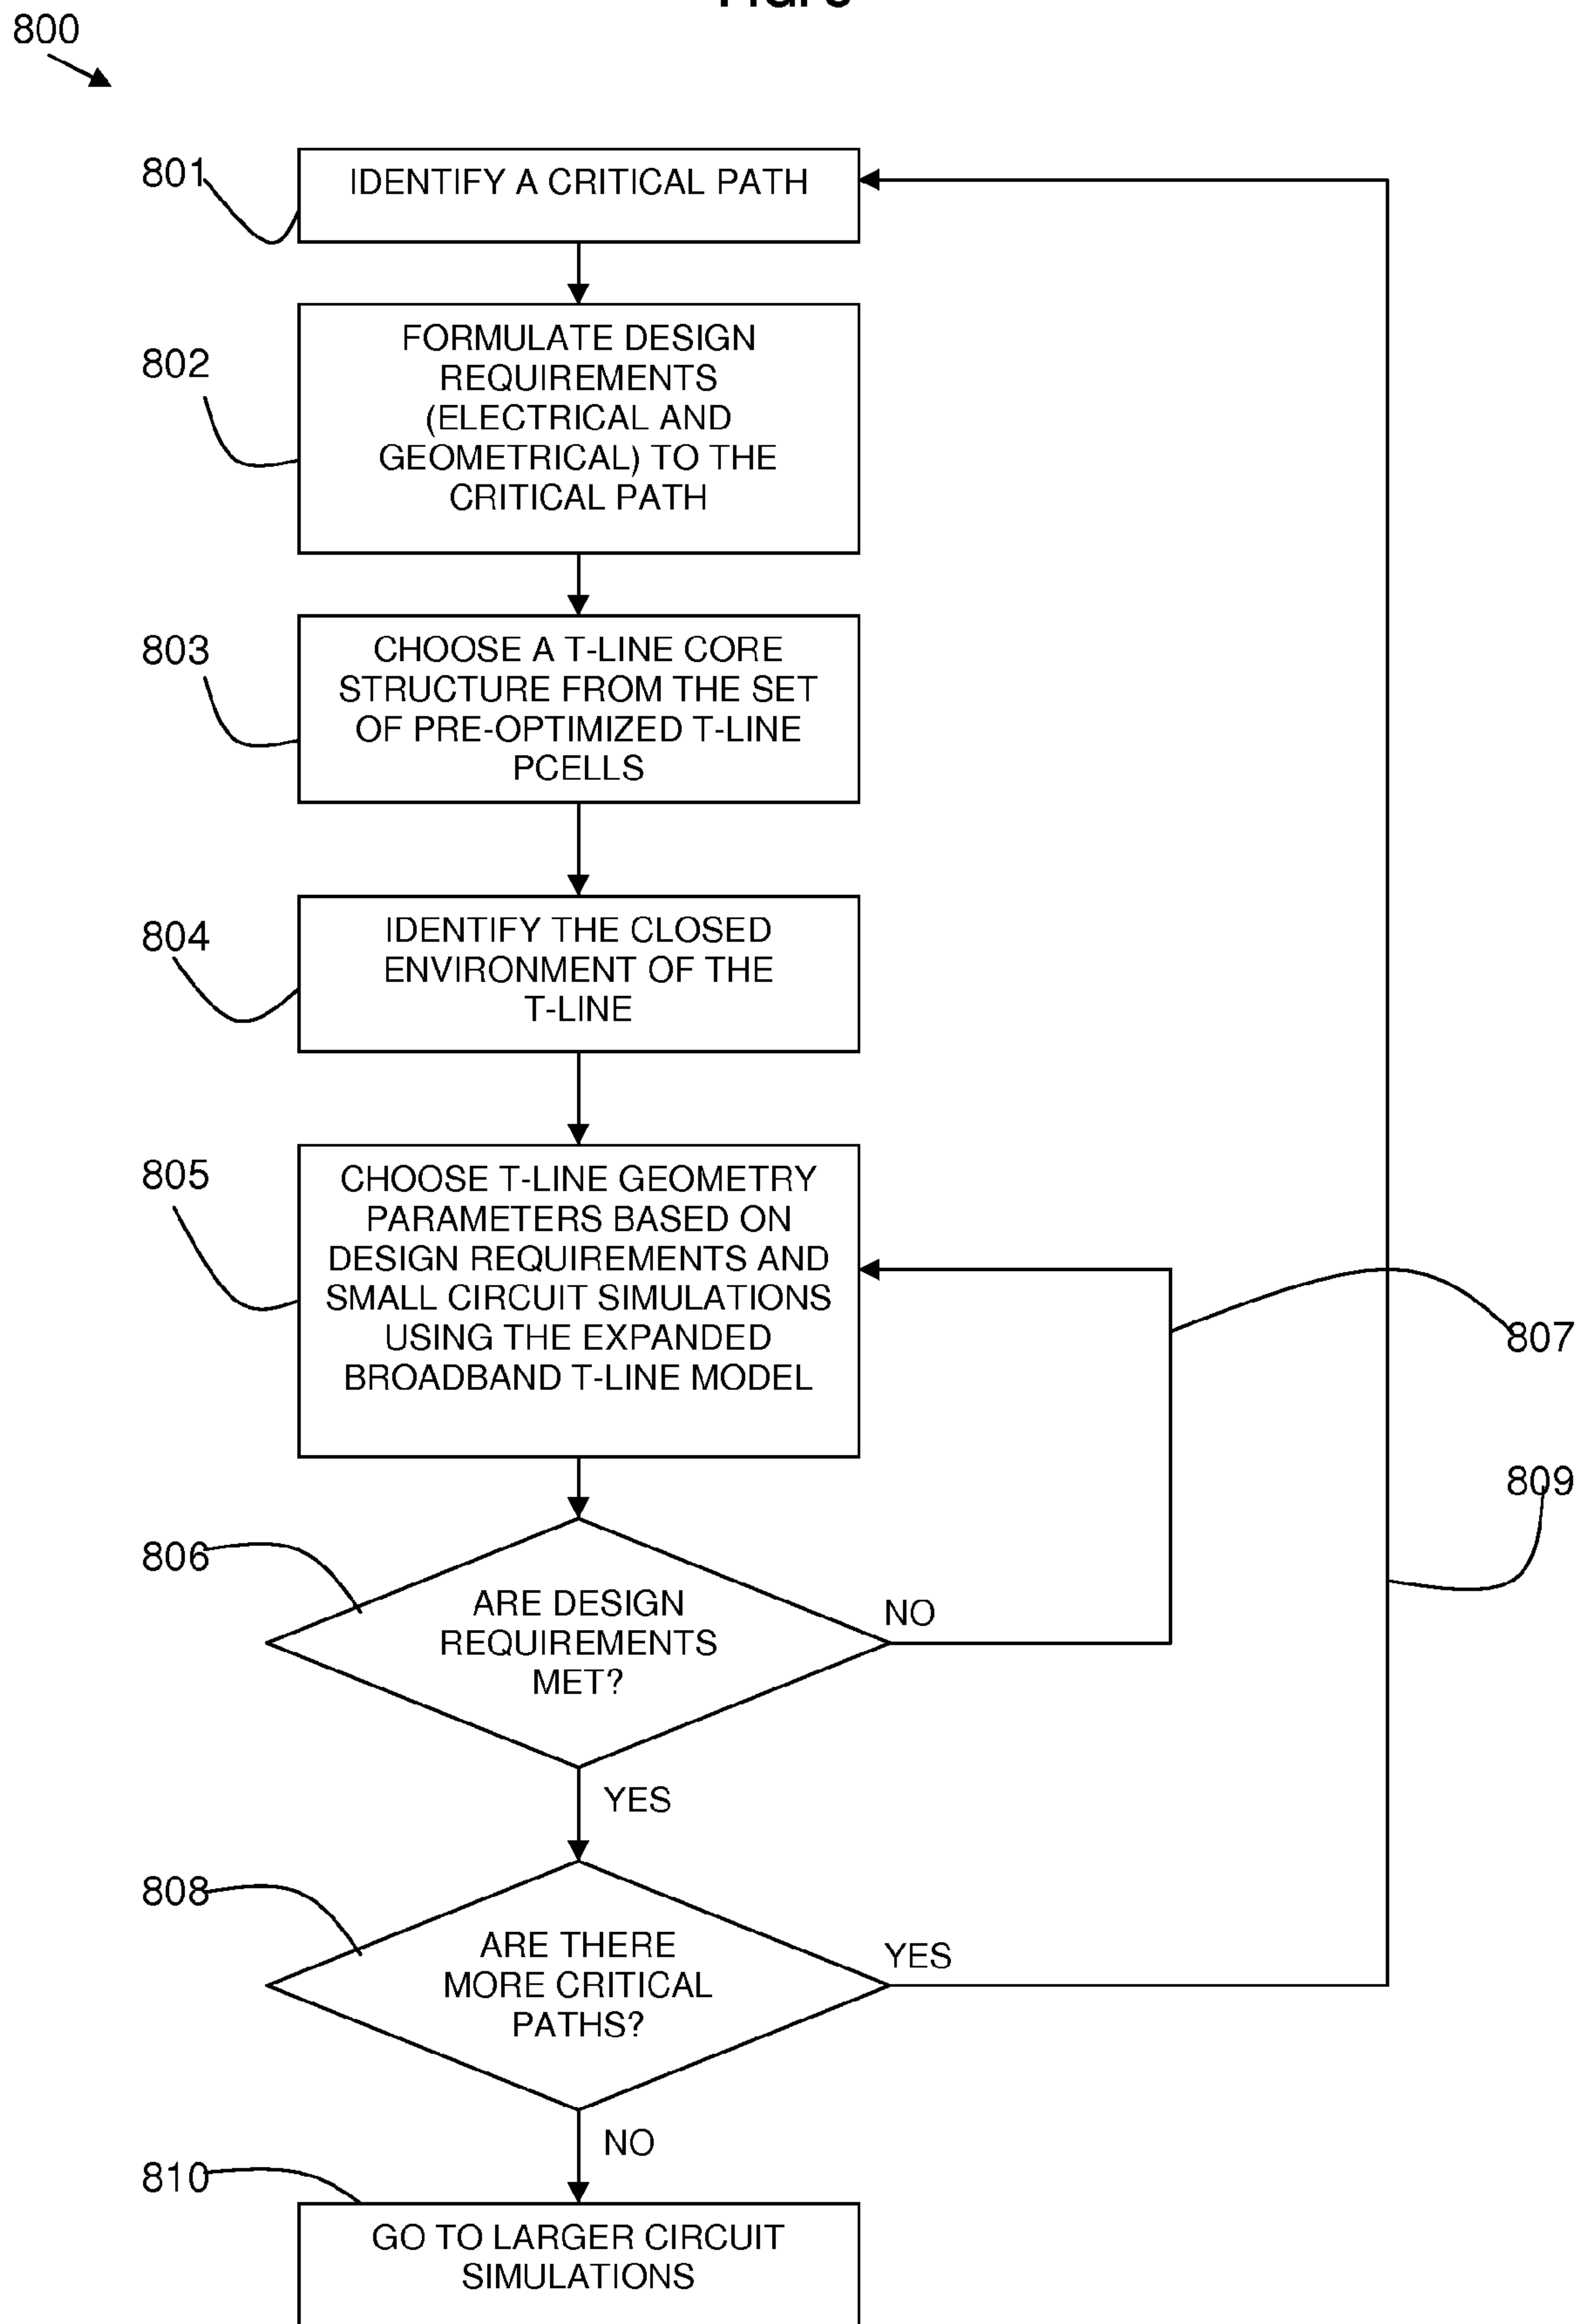 800
801
IDENTIFY A CRITICAL PATH
802
FORMULATE DESIGN
REQUIREMENTS
(ELECTRICAL AND
GEOMETRICAL) TO THE
CRITICAL PATH
803
CHOOSE A T-LINE CORE
STRUCTURE FROM THE SET
OF PRE-OPTIMIZED T-LINE
PCELLS
804
IDENTIFY THE CLOSED
ENVIRONMENT OF THE
T-LINE
805
CHOOSE T-LINE GEOMETRY
PARAMETERS BASED ON
DESIGN REQUIREMENTS AND
SMALL CIRCUIT SIMULATIONS
USING THE EXPANDED
BROADBAND T-LINE MODEL
807
809
806
ARE DESIGN
REQUIREMENTS
MET?
NO
YES
808
ARE THERE
MORE CRITICAL
PATHS?
YES
NO
810
GO TO LARGER CIRCUIT
SIMULATIONS